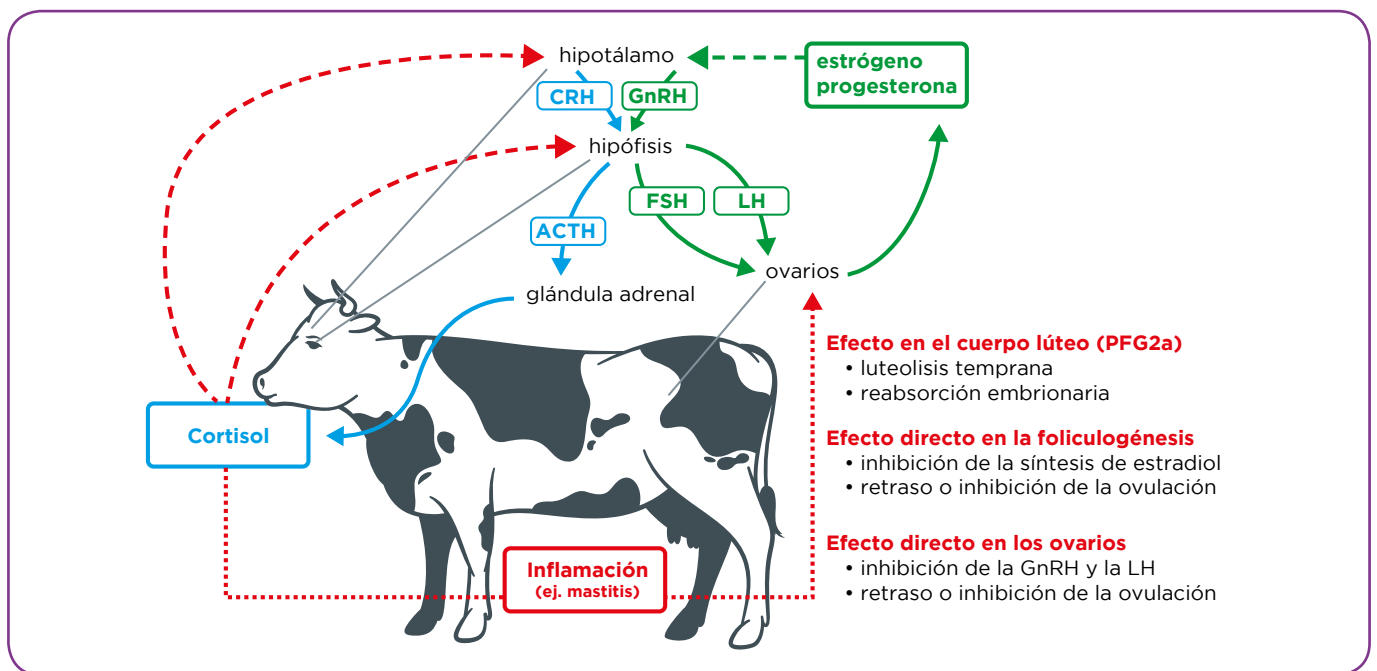 hipotálamo
estrógeno
progesterona
CRH
GnRH
hipófisis
FSH
LH
ACTH
ovarios
glándula adrenal
Cortisol
Efecto en el cuerpo lúteo (PFG2a)
• luteolisis temprana
• reabsorción embrionaria
Efecto directo en la foliculogénesis
• inhibición de la síntesis de estradiol
• retraso o inhibición de la ovulación
Efecto directo en los ovarios
• inhibición de la GnRH y la LH
• retraso o inhibición de la ovulación
Inflamación
(ej. mastitis)